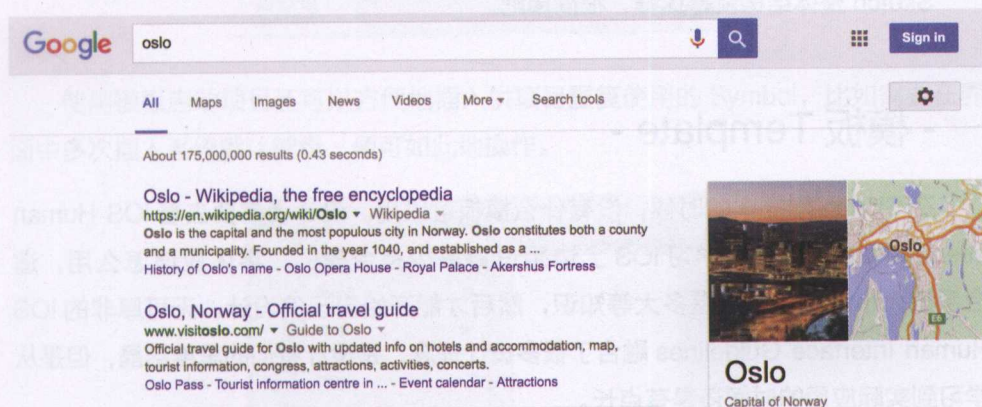 Google
oslo
Sign in
All Maps Images News Videos More ▾ Search tools
About 175,000,000 results (0.43 seconds)
Oslo - Wikipedia, the free encyclopedia
https://en.wikipedia.org/wiki/Oslo ▾ Wikipedia ▾
Oslo is the capital and the most populous city in Norway. Oslo constitutes both a county
and a municipality. Founded in the year 1040, and established as a ...
History of Oslo's name - Oslo Opera House - Royal Palace - Akershus Fortress
Oslo, Norway - Official travel guide
www.visitoslo.com/ ▾ Guide to Oslo ▾
Official travel guide for Oslo with updated info on hotels and accommodation, map,
tourist information, congress, attractions, activities, concerts.
Oslo Pass - Tourist information centre in ... - Event calendar - Attractions
Oslo
E6
Oslo
Capital of Norway